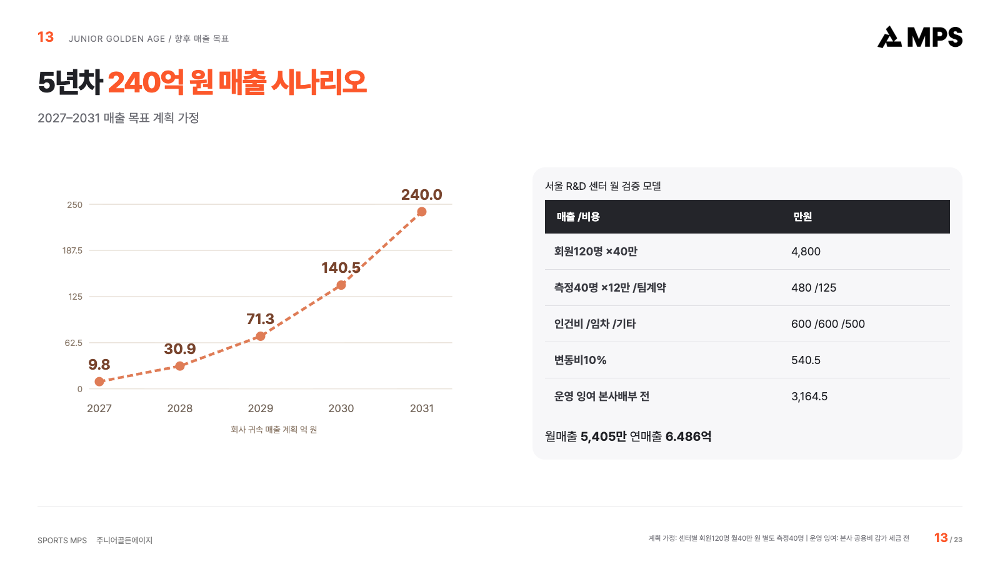 13 JUNIOR GOLDEN AGE / 향후 매출 목표
MPS
5년차 240억 원 매출 시나리오
2027–2031 매출 목표 계획 가정
250
187.5
125
62.5
0
9.8
30.9
71.3
140.5
240.0
2027 2028 2029 2030 2031
회사 귀속 매출 계획 억 원
서울 R&D 센터 월 검증 모델
매출 /비용 만원
회원120명 ×40만 4,800
측정40명 ×12만 /팀계약 480 /125
인건비 /임차 /기타 600 /600 /500
변동비10% 540.5
운영 잉여 본사배부 전 3,164.5
월매출 5,405만 연매출 6.486억
SPORTS MPS 주니어골든에이지
계획 가정: 센터별 회원120명 월40만 원 별도 측정40명 | 운영 잉여: 본사 공용비 감가 세금 전
13 / 23